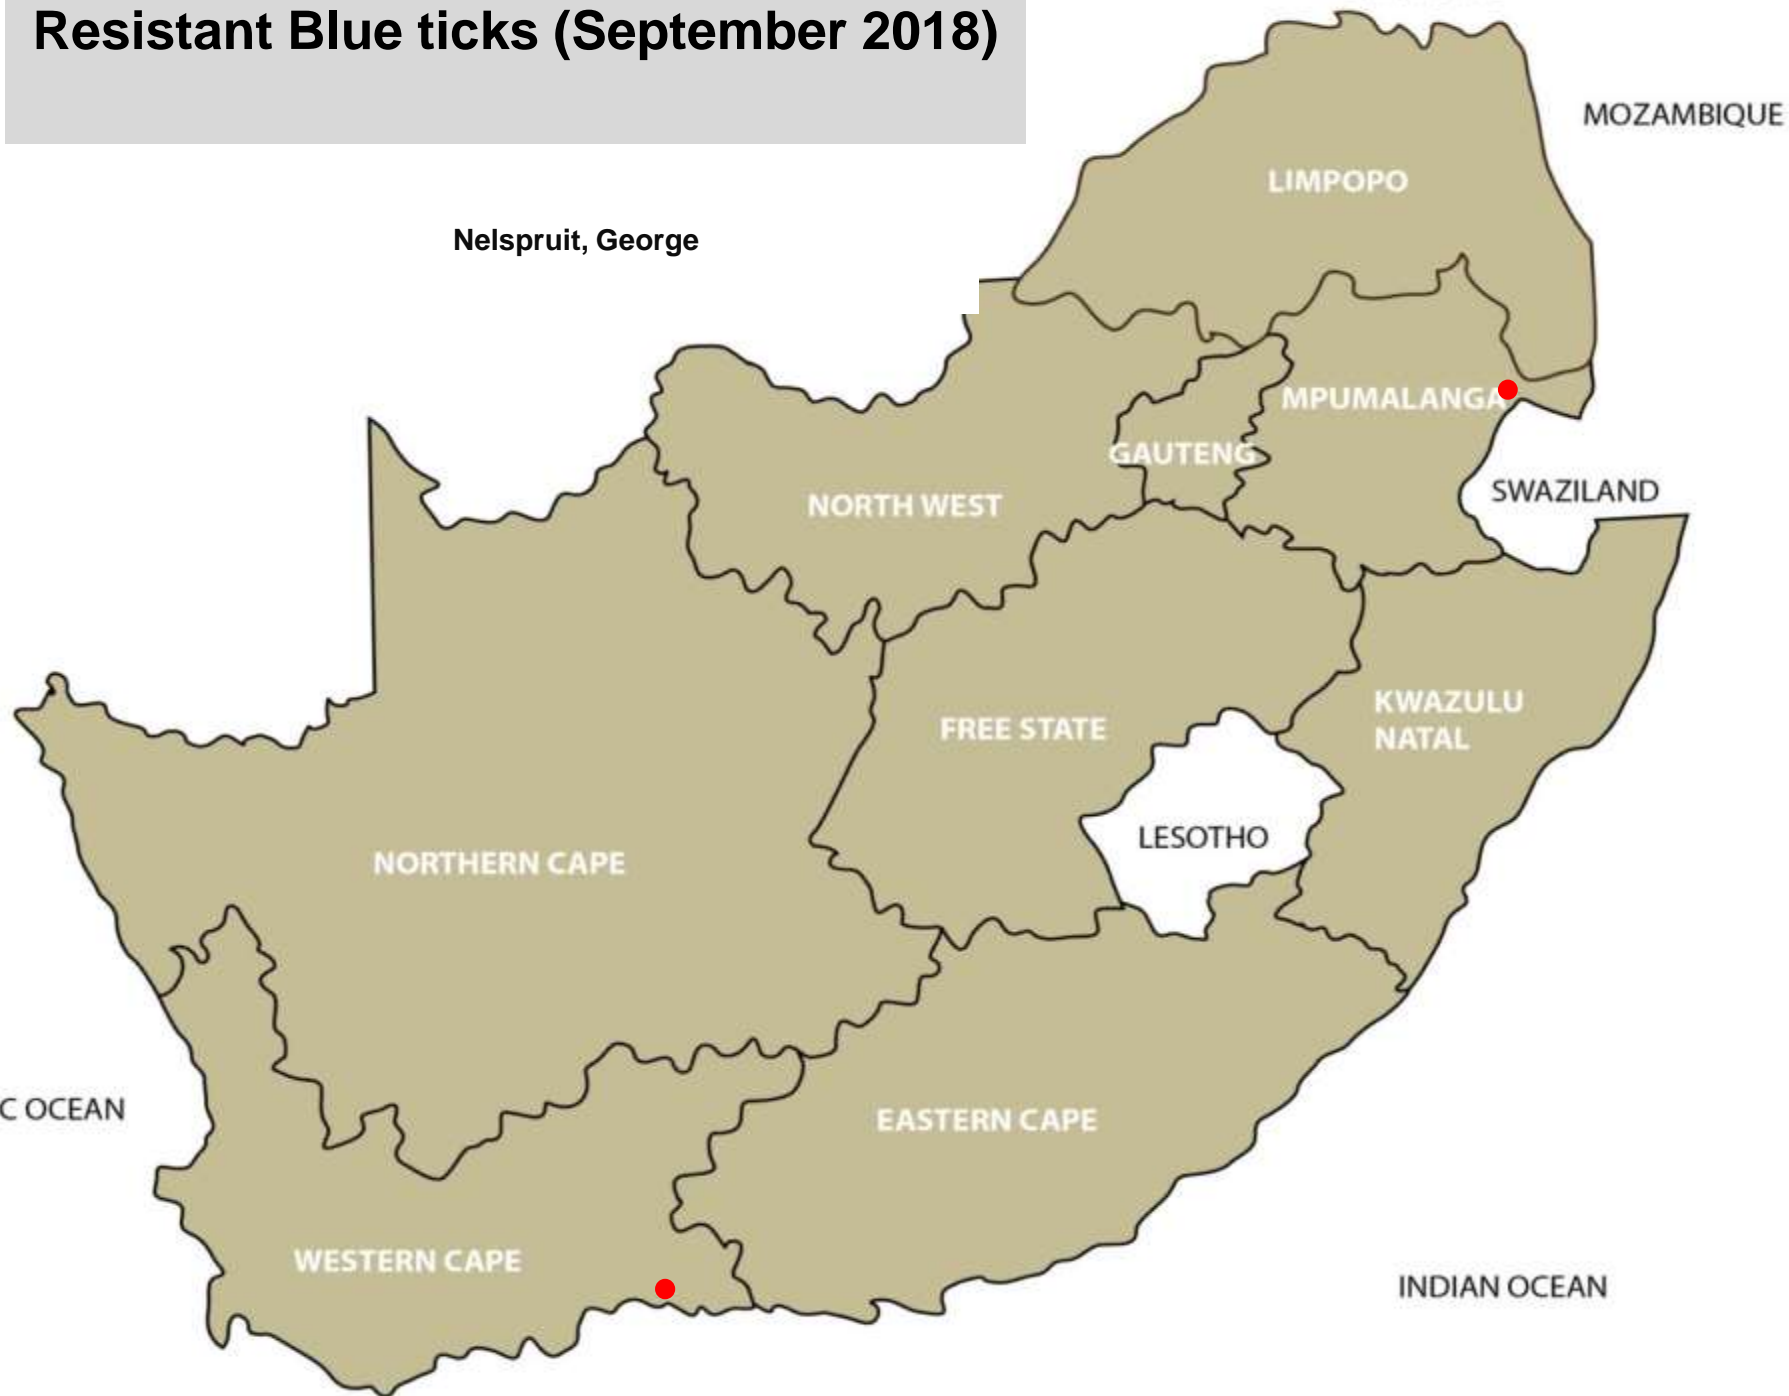 Resistant Blue ticks (September 2018)
MOZAMBIQUE
LIMPOPO
Nelspruit, George
MPUMALANGA
GAUTENG
SWAZILAND
NORTH WEST
KWAZULU
NATAL
FREE STATE
LESOTHO
NORTHERN CAPE
C OCEAN
EASTERN CAPE
WESTERN CAPE
INDIAN OCEAN